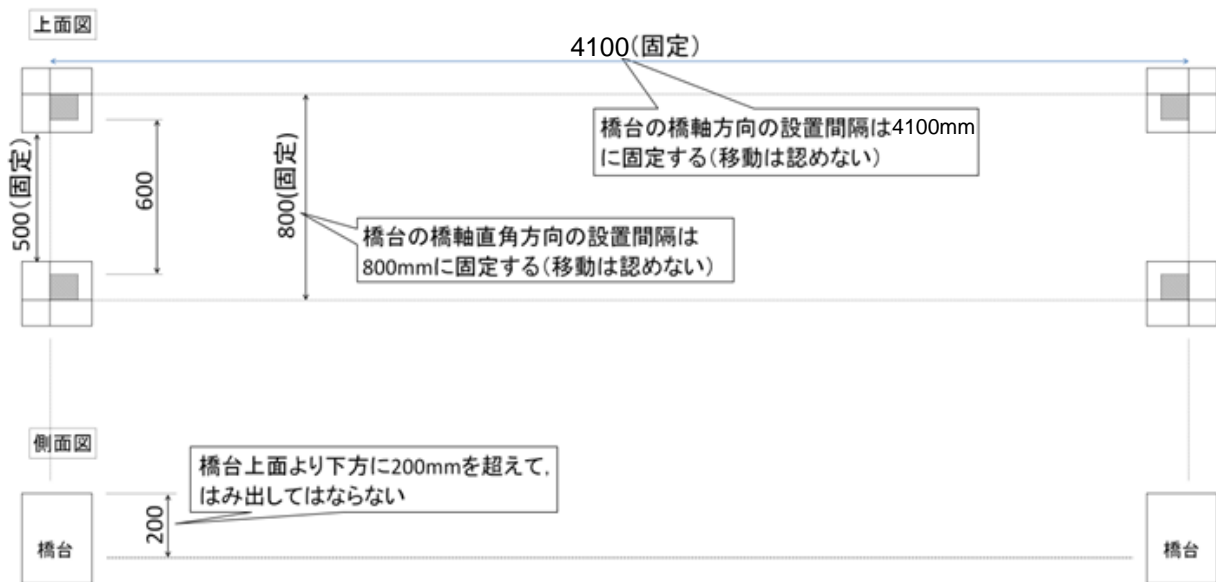 上面図
4100(固定)
橋台の橋軸方向の設置間隔は4100mm
に固定する(移動は認めない)
500(固定)
600
800(固定)
橋台の橋軸直角方向の設置間隔は
800mmに固定する(移動は認めない)
側面図
橋台上面より下方に200mmを超えて,
はみ出してはならない
200
橋台
橋台